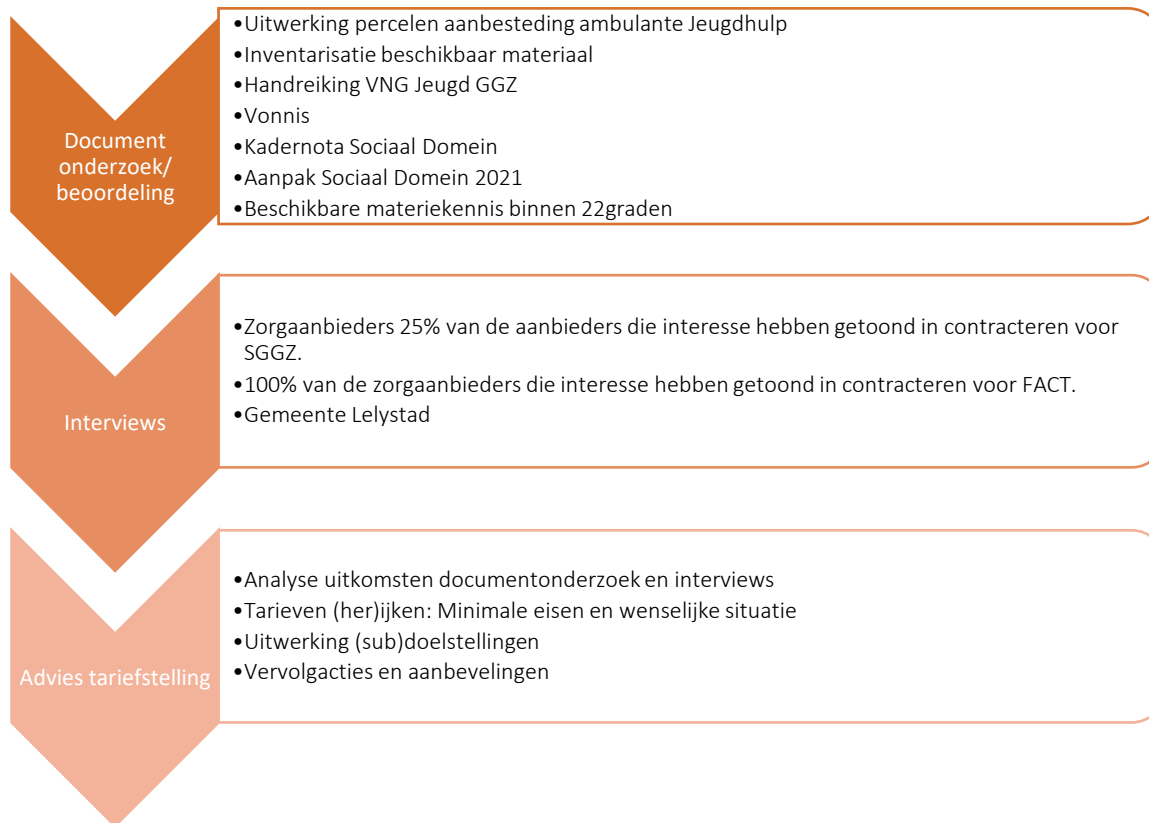 Document
onderzoek/
beoordeling
•Uitwerking percelen aanbesteding ambulante Jeugdhulp
•Inventarisatie beschikbaar materiaal
•Handreiking VNG Jeugd GGZ
•Vonnis
•Kadernota Sociaal Domein
•Aanpak Sociaal Domein 2021
•Beschikbare materiekennis binnen 22graden
Interviews
•Zorgaanbieders 25% van de aanbieders die interesse hebben getoond in contracteren voor
SGGZ.
•100% van de zorgaanbieders die interesse hebben getoond in contracteren voor FACT.
•Gemeente Lelystad
Advies tariefstelling
•Analyse uitkomsten documentonderzoek en interviews
•Tarieven (her)ijken: Minimale eisen en wenselijke situatie
•Uitwerking (sub)doelstellingen
•Vervolgacties en aanbevelingen